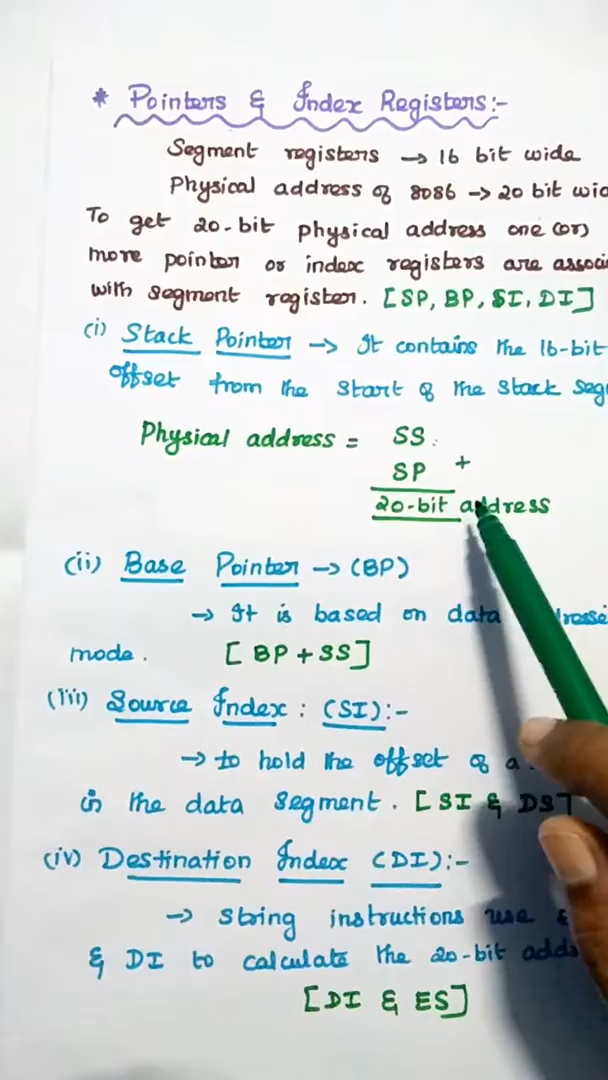 * Pointers & Index Registers:-
Segment registers → 16 bit wide
Physical address of 8086 → 20 bit wid
To get 20-bit physical address one (or)
more pointer or index registers are associ
with segment register. [SP, BP, SI, DI]
(i) Stack Pointer → It contains the 16-bit
offset from the start of the stack seg
Physical address = SS :
SP +
20-bit address
(ii) Base Pointer → (BP)
→ It is based on data
mode. [BP + SS]
(iii) Source Index : (SI) :-
→ to hold the offset of a
in the data segment. [SI & DS]
(iv) Destination Index (DI) :-
→ string instructions use
& DI to calculate the 20-bit add
[DI & ES]